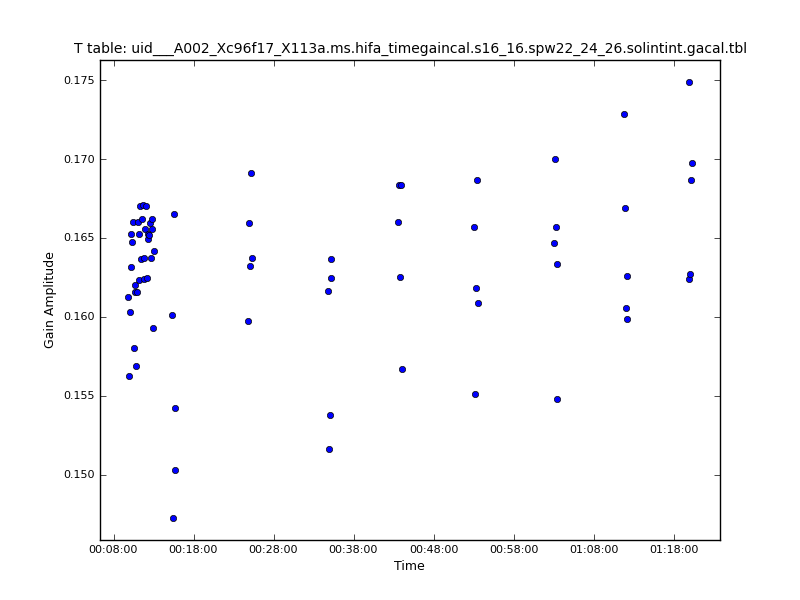 T table: uid___A002_Xc96f17_X113a.ms.hifa_timegaincal.s16_16.spw22_24_26.solintint.gacal.tbl
0.175
0.170
0.165
0.160
0.155
0.150
Gain Amplitude
00:08:00 00:18:00 00:28:00 00:38:00 00:48:00 00:58:00 01:08:00 01:18:00
Time